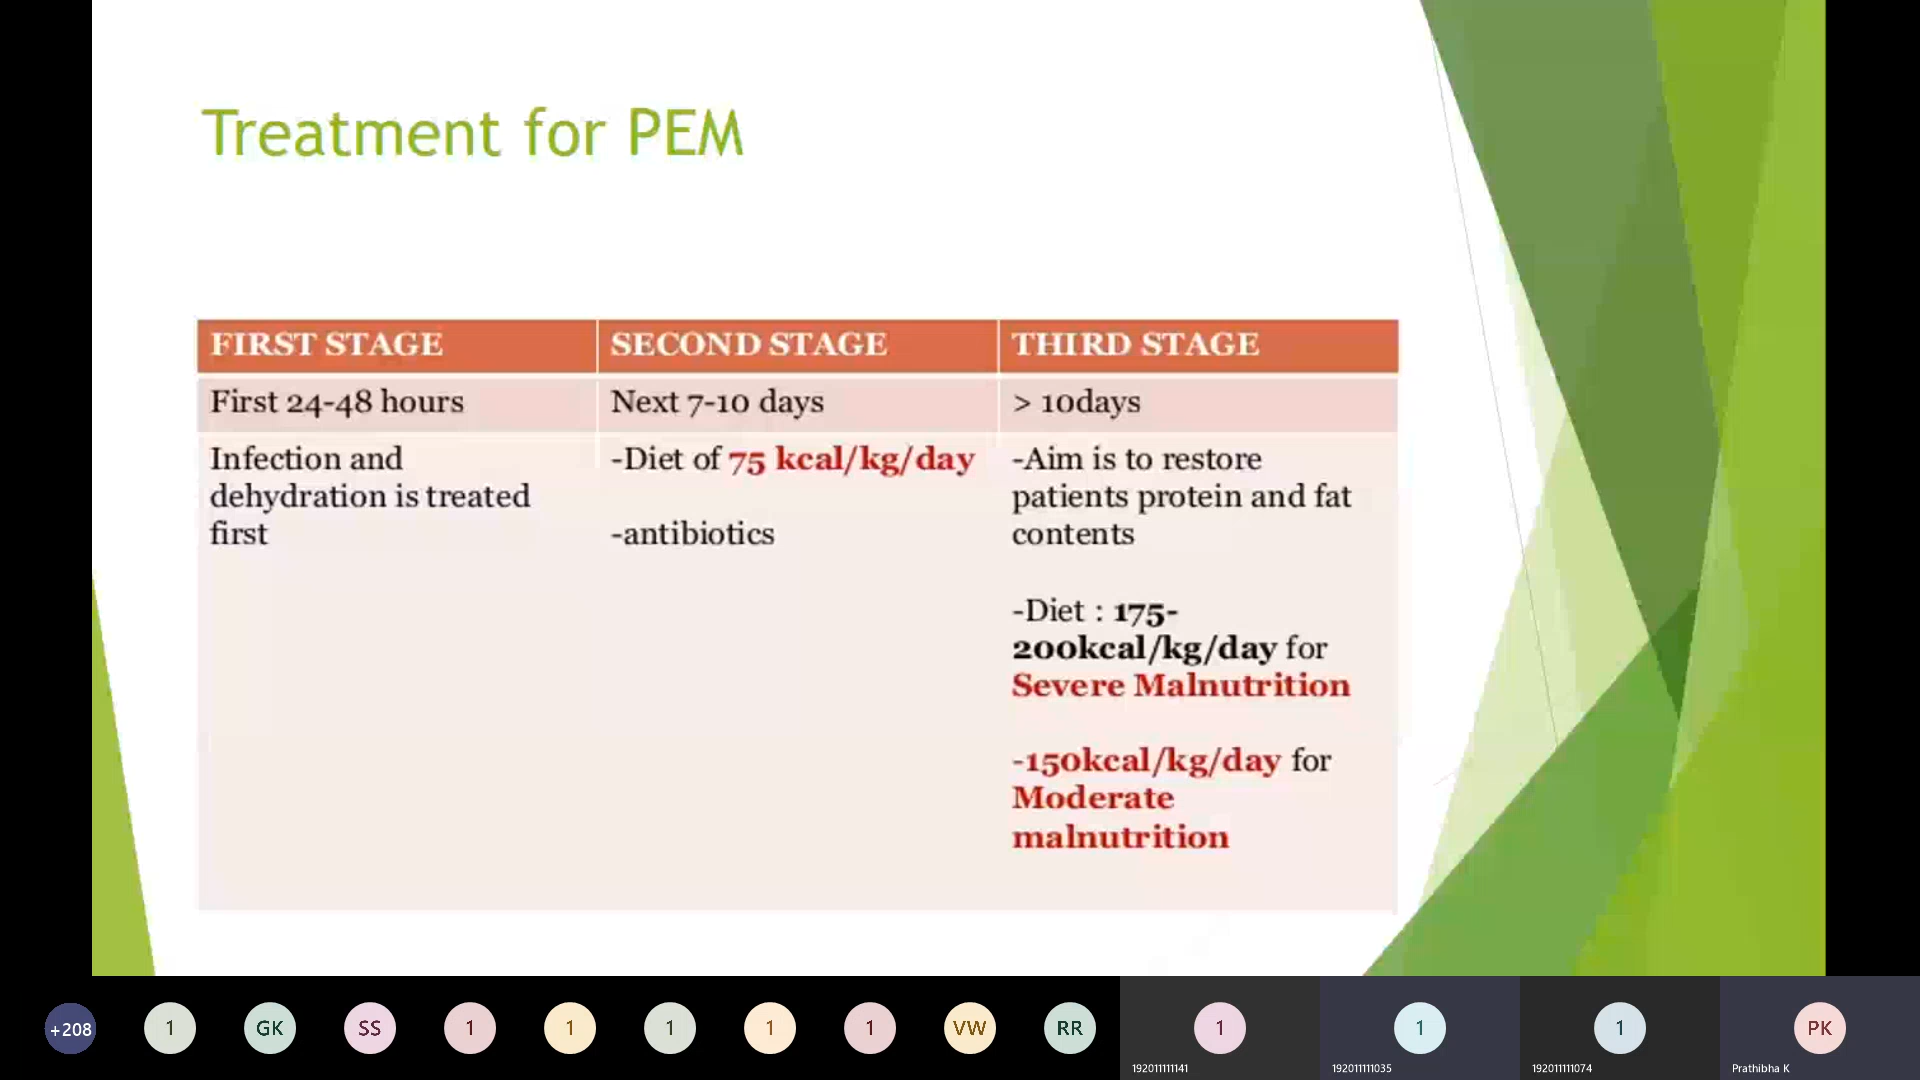 Treatment for PEM
FIRST STAGE
SECOND STAGE
THIRD STAGE
First 24-48 hours
Next 7-10 days
> 10days
Infection and
dehydration is treated
first
-Diet of 75 kcal/kg/day
-antibiotics
-Aim is to restore
patients protein and fat
contents
-Diet : 175-
200kcal/kg/day for
Severe Malnutrition
-150kcal/kg/day for
Moderate
malnutrition
+208
1
GK
SS
1
1
1
1
1
VW
RR
1
192011111141
1
192011111035
1
192011111074
PK
Prathibha K